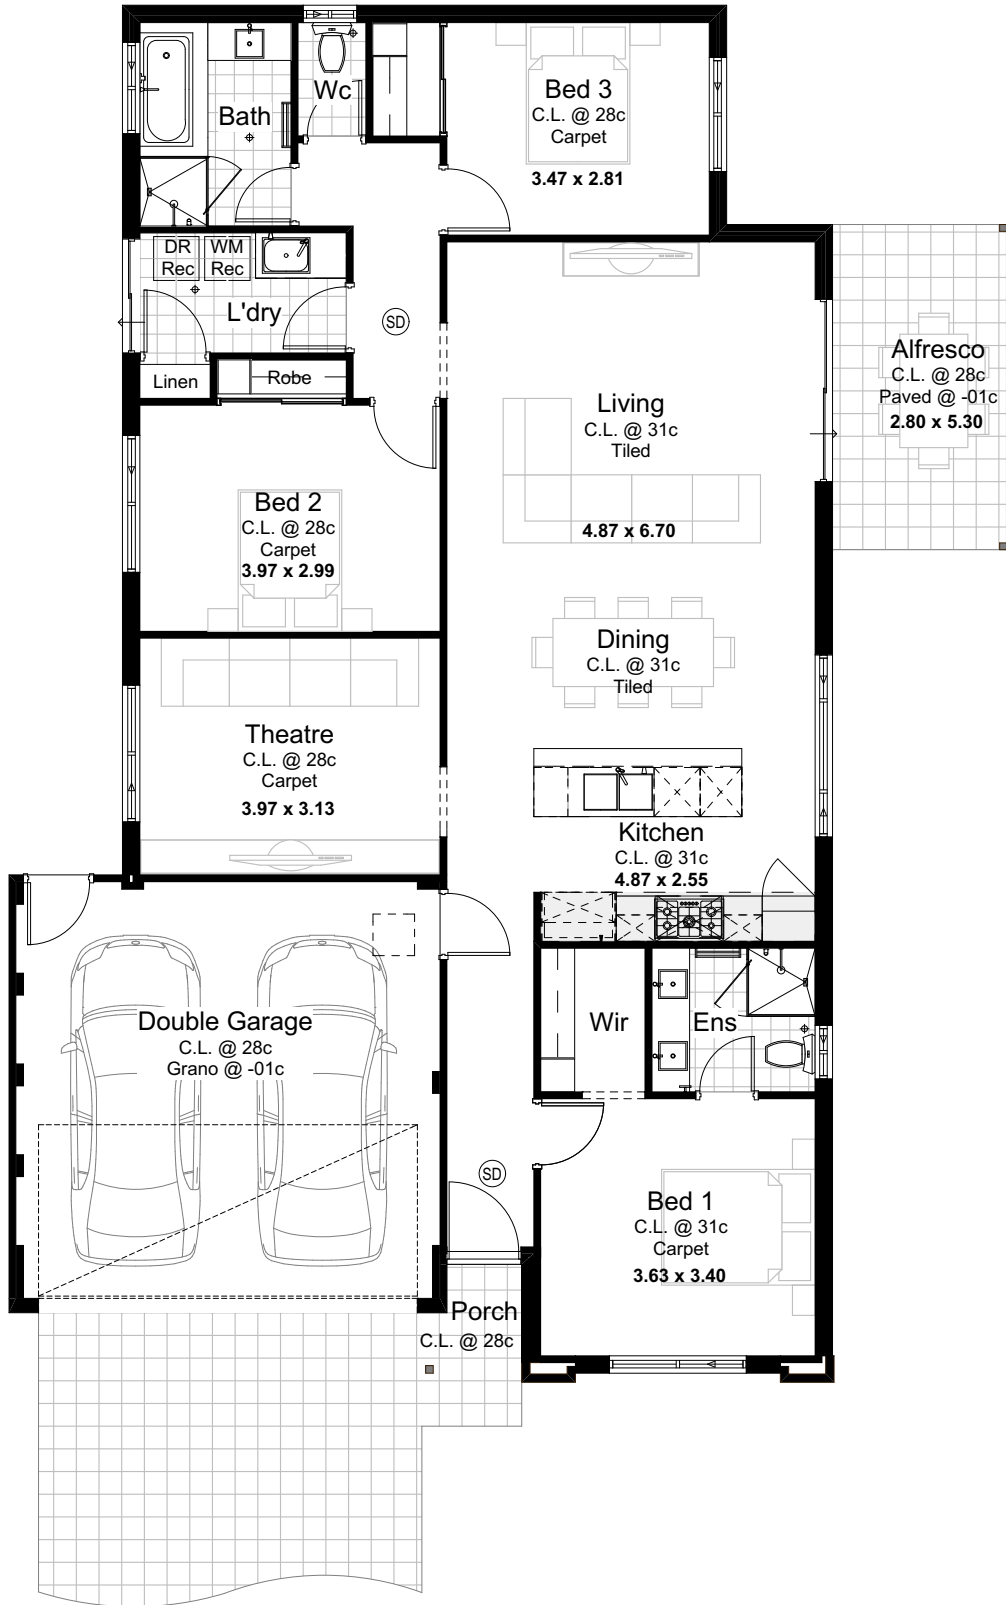 Wc
Bath
Bed 3
C.L. @ 28c
Carpet
3.47 x 2.81
DR
Rec
WM
Rec
L'dry
SD
Linen
Robe
Living
C.L. @ 31c
Tiled
4.87 x 6.70
Alfresco
C.L. @ 28c
Paved @ -01c
2.80 x 5.30
Bed 2
C.L. @ 28c
Carpet
3.97 x 2.99
Dining
C.L. @ 31c
Tiled
Theatre
C.L. @ 28c
Carpet
3.97 x 3.13
Kitchen
C.L. @ 31c
4.87 x 2.55
Double Garage
C.L. @ 28c
Grano @ -01c
Wir
Ens
SD
Bed 1
C.L. @ 31c
Carpet
3.63 x 3.40
Porch
C.L. @ 28c